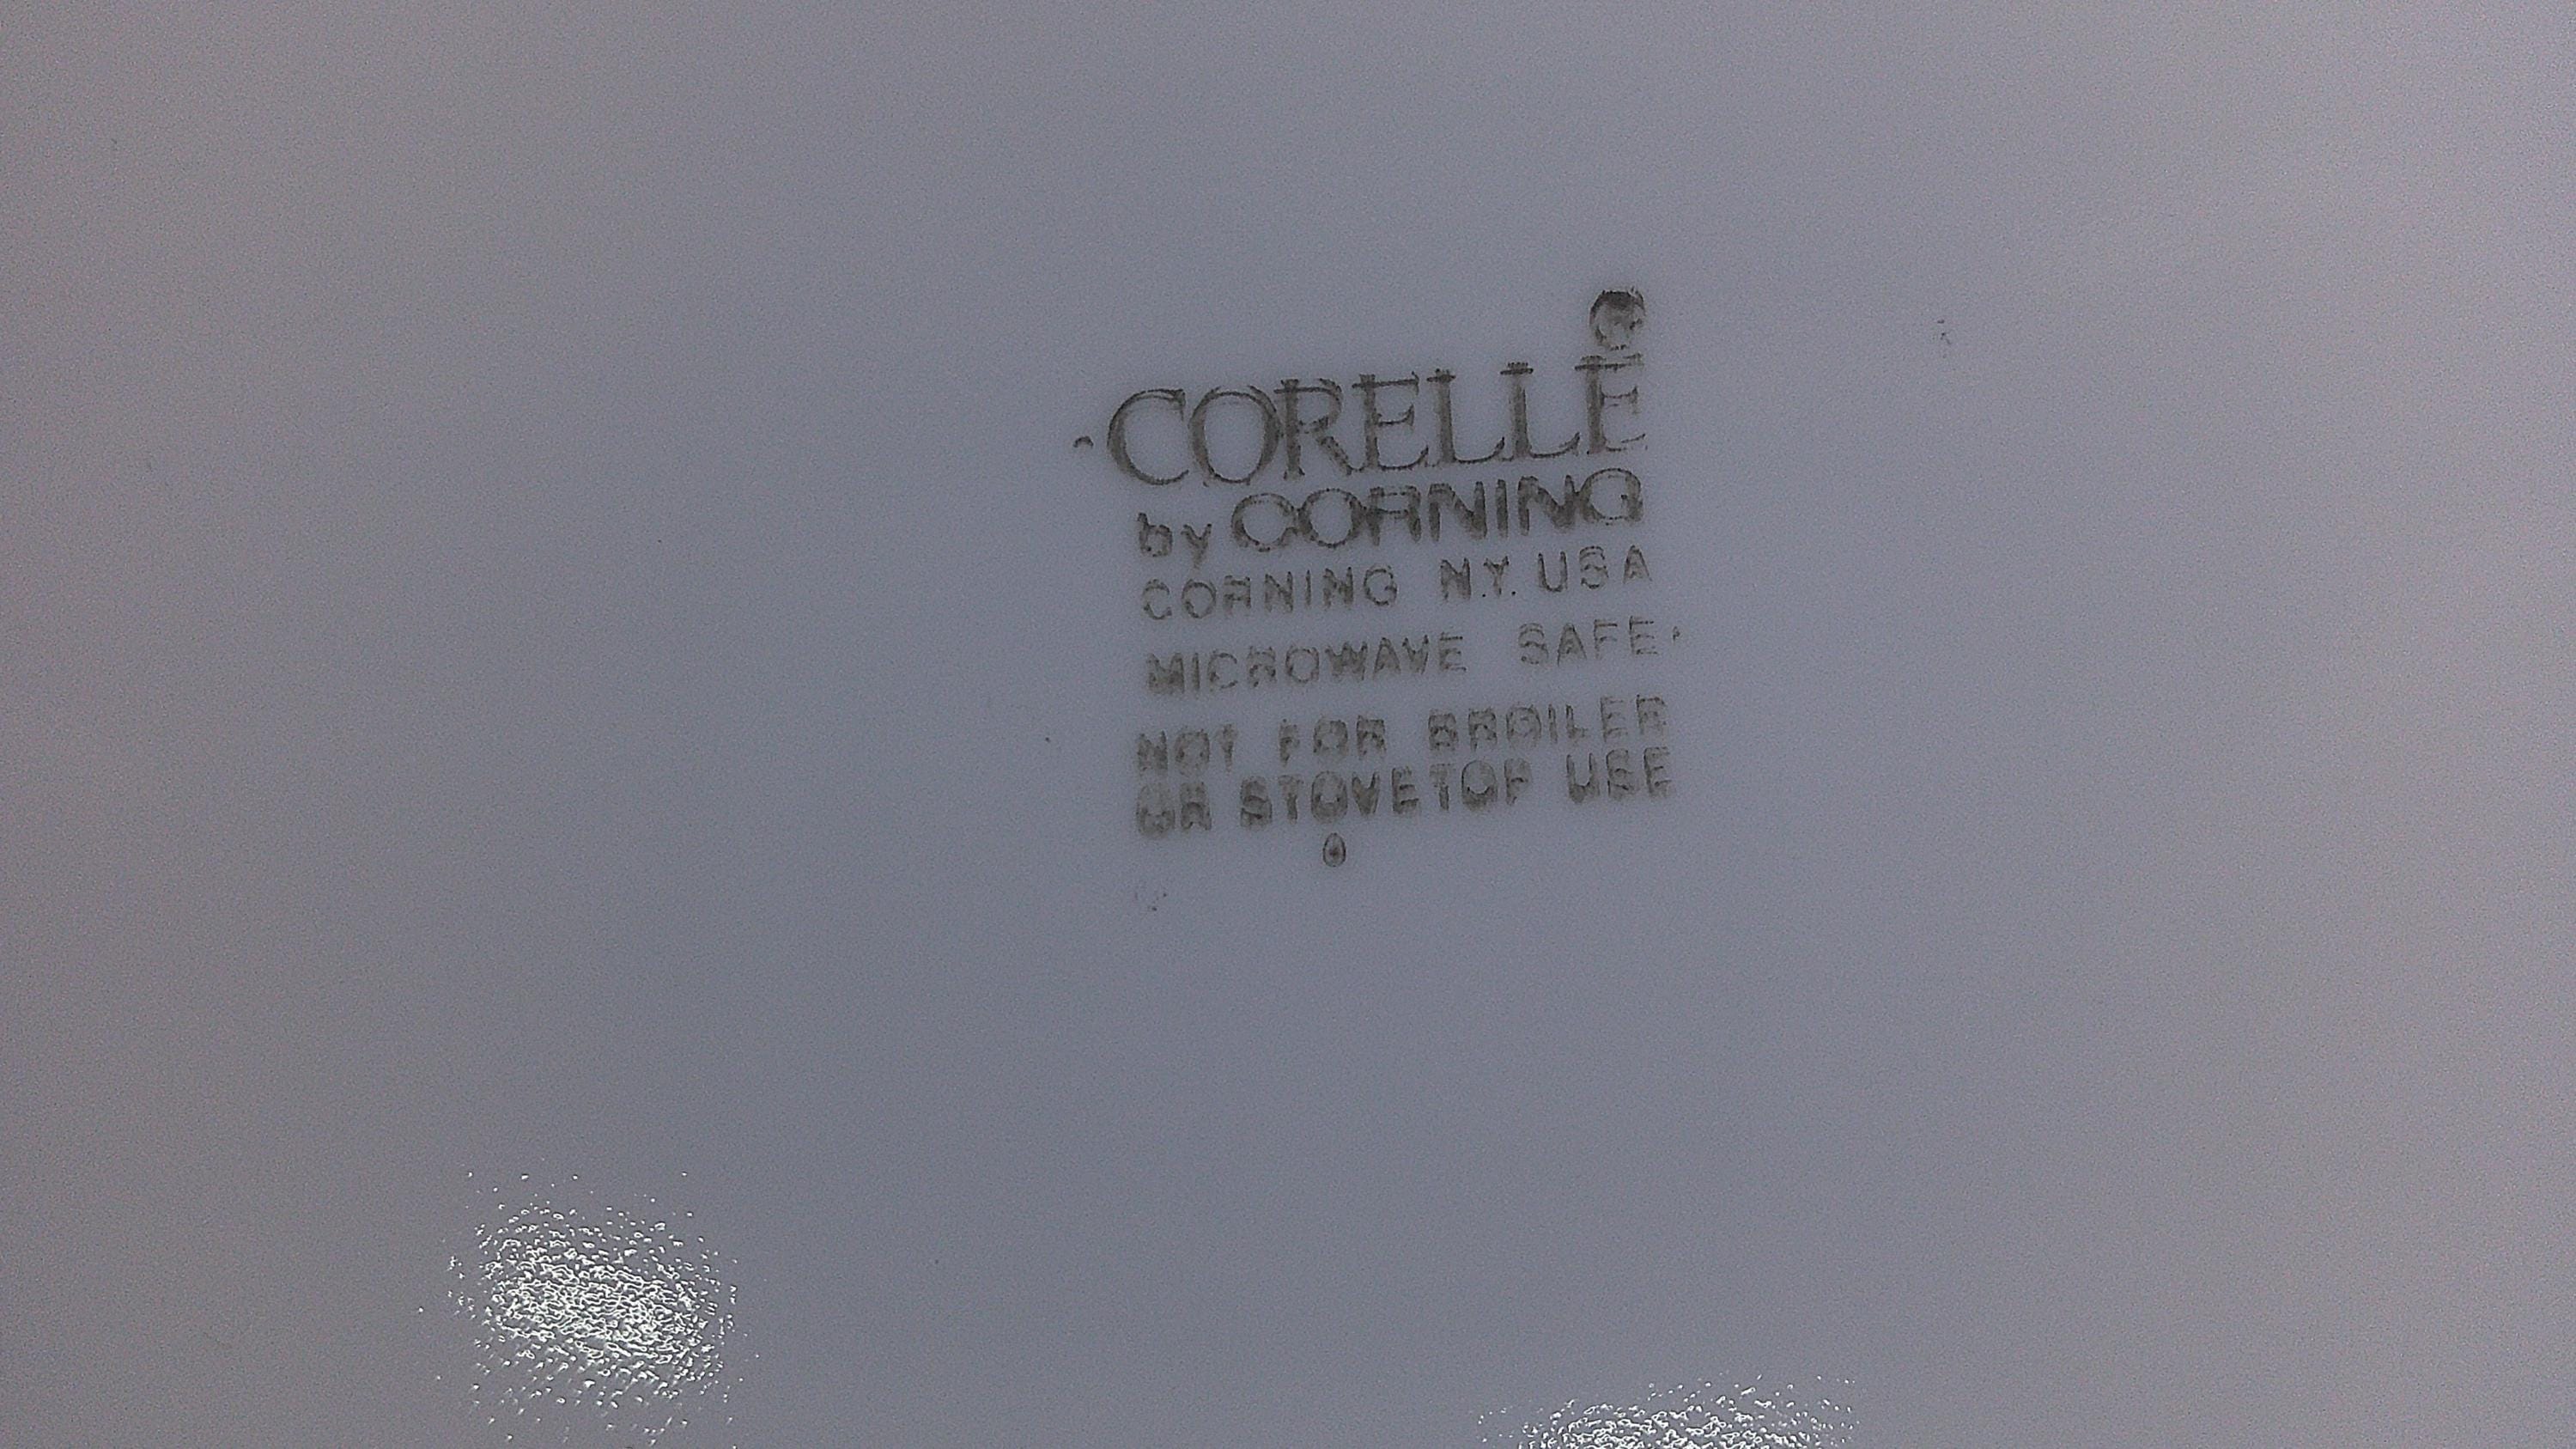 CORELLE
by CORNING
CORNING N.Y. USA
MICROWAVE SAFE
NOT FOR BROILER
OR STOVETOP USE